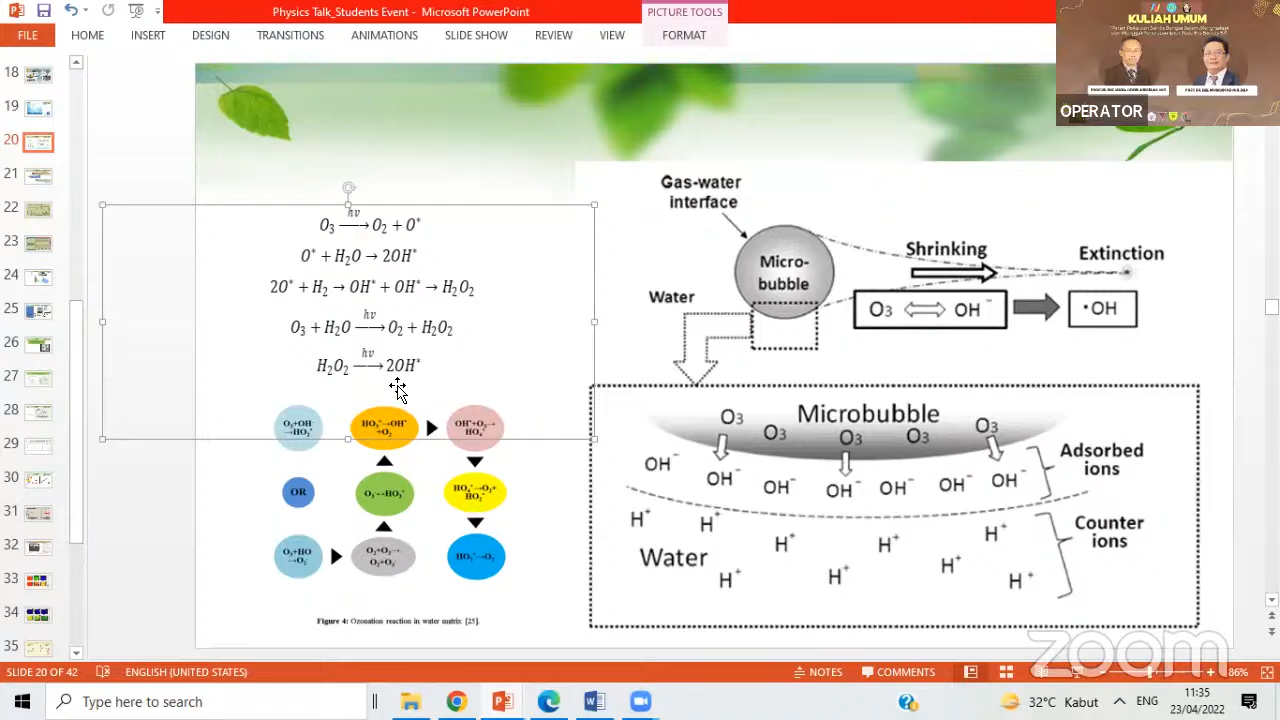 Physics Talk_Students Event - Microsoft PowerPoint
PICTURE TOOLS
FILE HOME INSERT DESIGN TRANSITIONS ANIMATIONS SLIDE SHOW REVIEW VIEW FORMAT
KULIAH UMUM
OPERATOR
18
19
20
21
22
23
24
25
26
27
28
29
30
31
32
33
34
35
O₃ —hv→ O₂ + O*
O* + H₂O → 2OH*
2O* + H₂ → OH* + OH* → H₂O₂
O₃ + H₂O —hv→ O₂ + H₂O₂
H₂O₂ —hv→ 2OH*
OR
Figure 4: Ozonation reaction in water matrix [25].
Gas-water
interface
Micro-
bubble
Shrinking
Extinction
Water
O₃ ⇔ OH⁻
·OH
Microbubble
O₃ O₃ O₃ O₃ O₃
OH⁻ OH⁻ OH⁻ OH⁻ OH⁻ OH⁻ OH⁻
Adsorbed
ions
H⁺ H⁺ H⁺ H⁺ H⁺
Counter
ions
Water
H⁺ H⁺ H⁺ H⁺
zoom
SLIDE 20 OF 42 ENGLISH (UNITED STATES) NOTES COMMENTS 86%
Type here to search
32°C Kabut ENG 11:35
23/04/2022